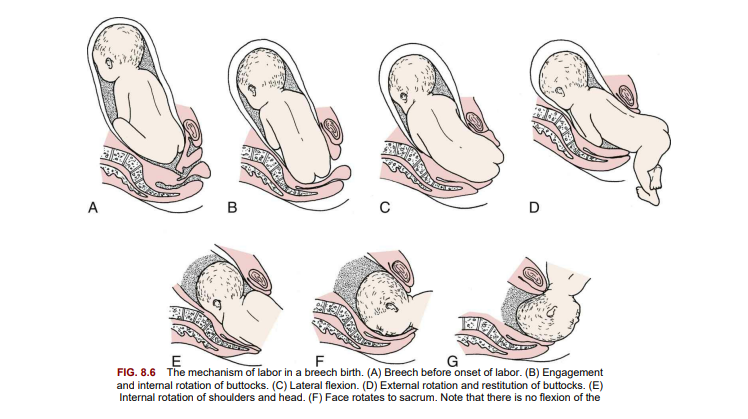 A
B
C
D
E
F
G
FIG. 8.6 The mechanism of labor in a breech birth. (A) Breech before onset of labor. (B) Engagement
and internal rotation of buttocks. (C) Lateral flexion. (D) External rotation and restitution of buttocks. (E)
Internal rotation of shoulders and head. (F) Face rotates to sacrum. Note that there is no flexion of the